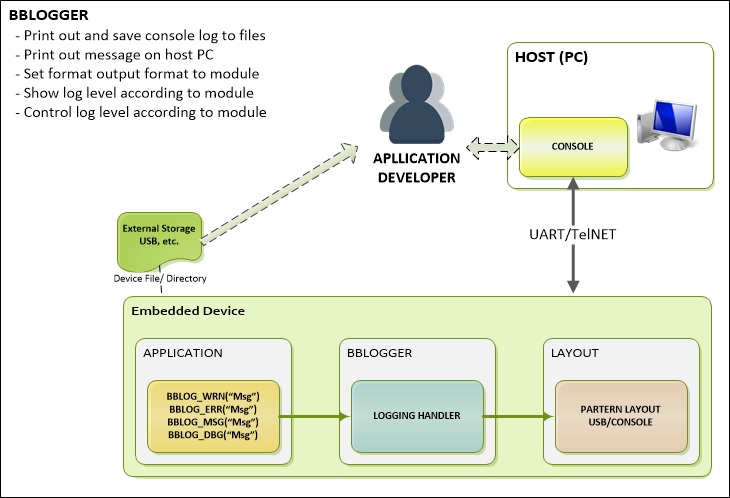 BBLOGGER
- Print out and save console log to files
- Print out message on host PC
- Set format output format to module
- Show log level according to module
- Control log level according to module
HOST (PC)
CONSOLE
APLLICATION
DEVELOPER
External Storage
USB, etc.
UART/TelNET
Device File/ Directory
Embedded Device
APPLICATION
BBLOG_WRN(“Msg”)
BBLOG_ERR(“Msg”)
BBLOG_MSG(“Msg”)
BBLOG_DBG(“Msg”)
BBLOGGER
LOGGING HANDLER
LAYOUT
PARTERN LAYOUT
USB/CONSOLE